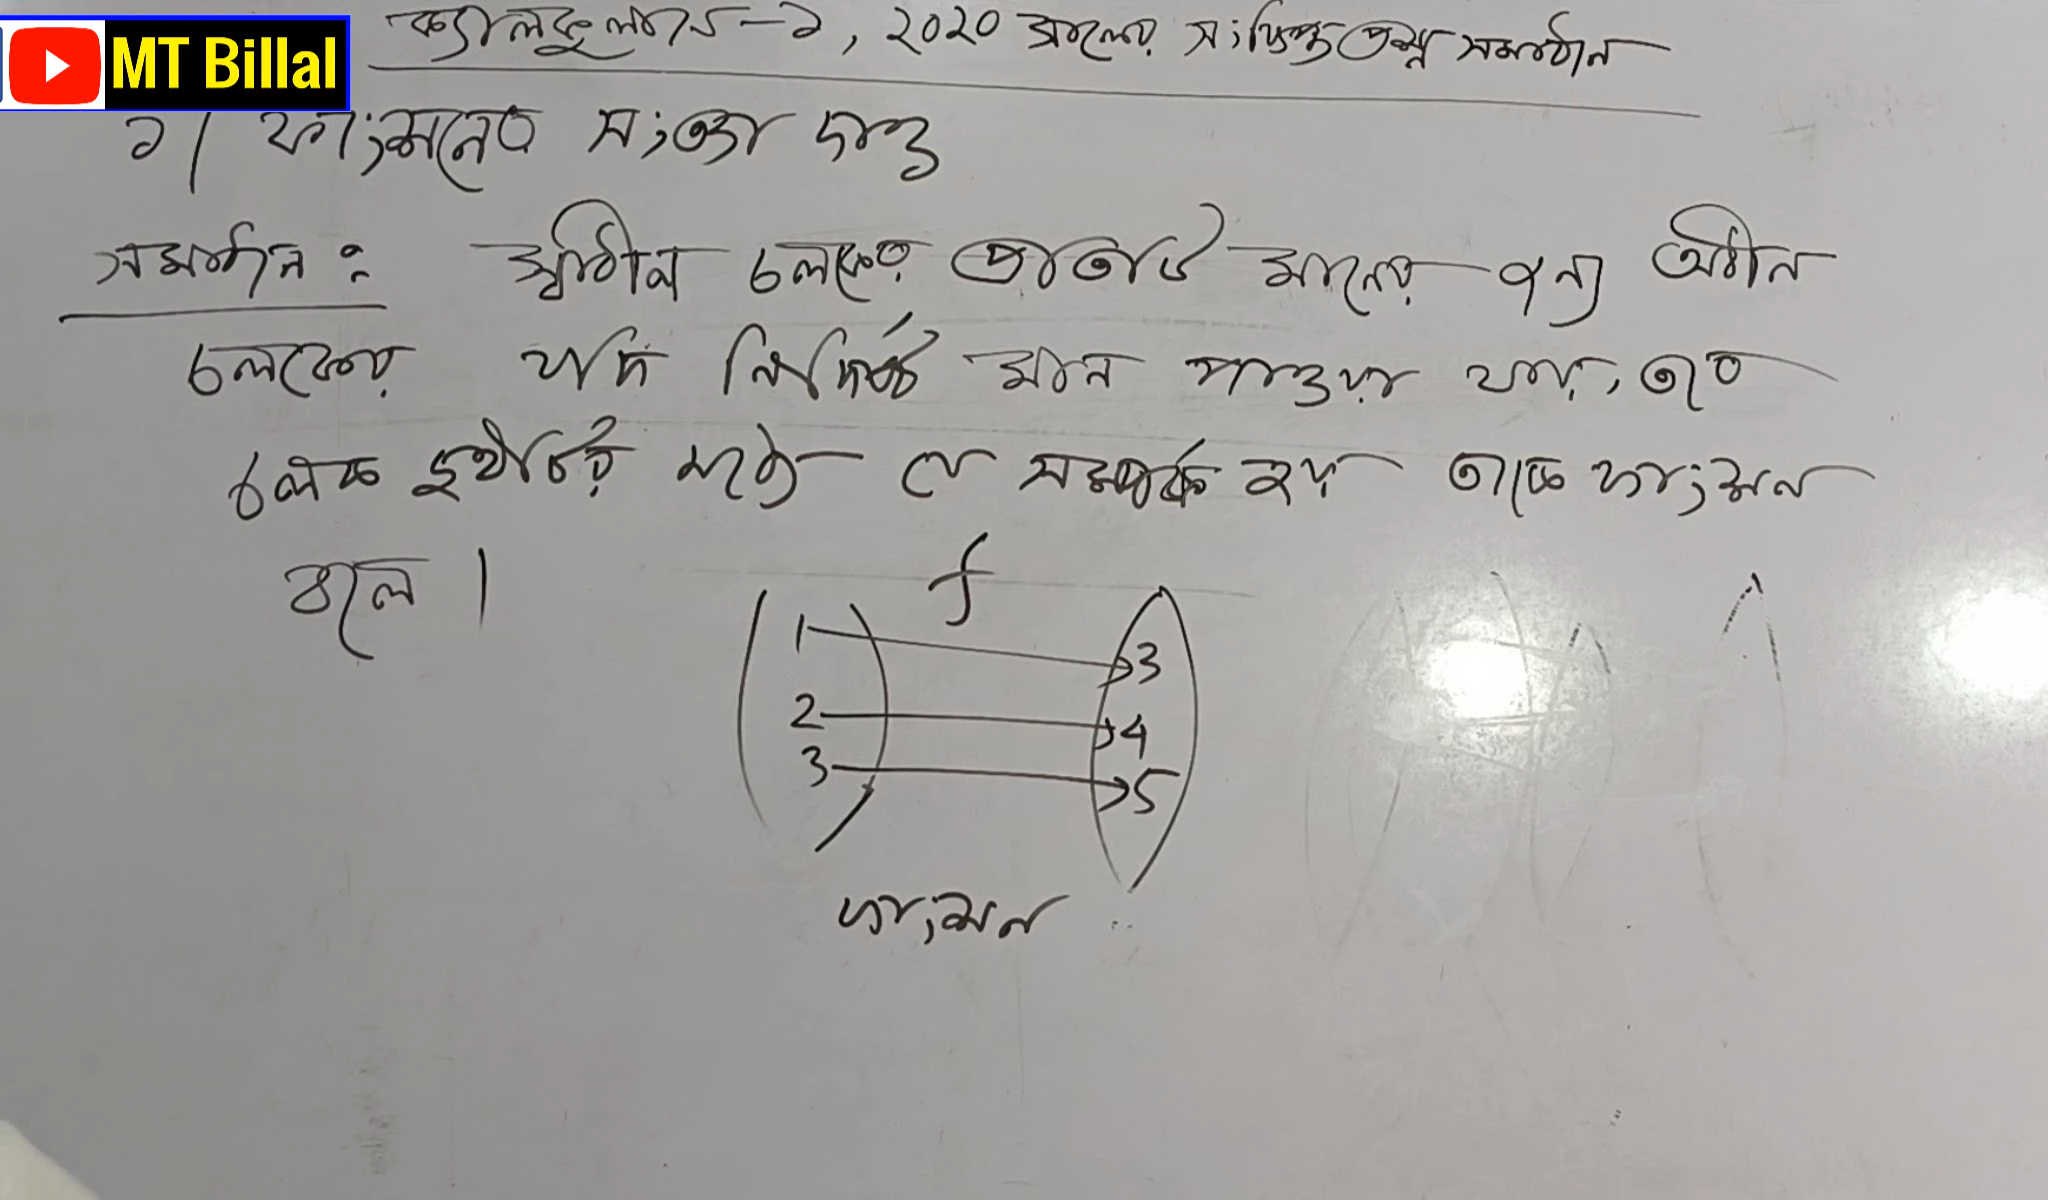 MT Billal
ক্যালকুলাস-১, ২০২০ সালের সংক্ষিপ্ত প্রশ্ন সমাধান
১। ফাংশনের সংজ্ঞা দাও
সমাধান : স্বাধীন চলকের প্রতিটি মানের জন্য অধীন
চলকের যদি নির্দিষ্ট মান পাওয়া যায়, তবে
চলক দুইটির মধ্যে যে সম্পর্ক হয় তাকে ফাংশন
বলে।
f
1 3
2 4
3 5
ফাংশন